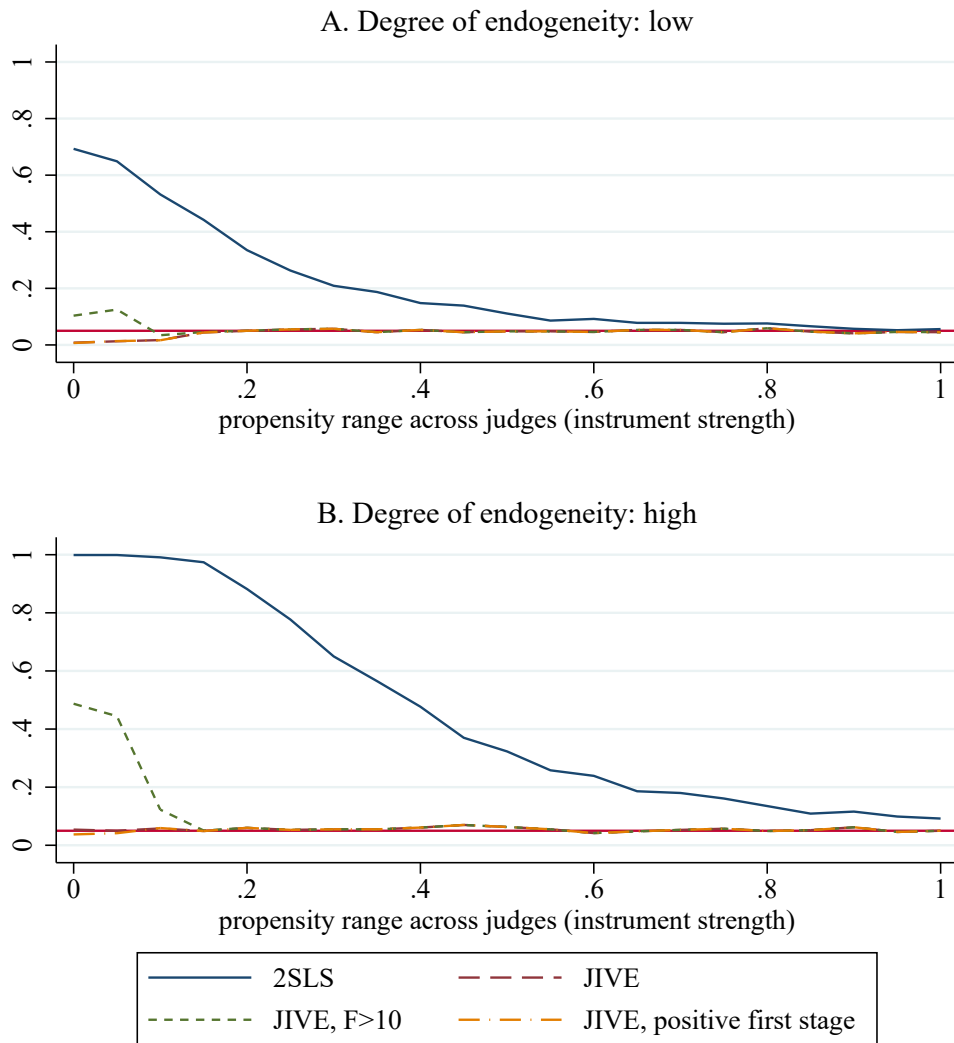 A. Degree of endogeneity: low
1
.8
.6
.4
.2
0
0 .2 .4 .6 .8 1
propensity range across judges (instrument strength)
B. Degree of endogeneity: high
1
.8
.6
.4
.2
0
0 .2 .4 .6 .8 1
propensity range across judges (instrument strength)
2SLS JIVE
JIVE, F>10 JIVE, positive first stage